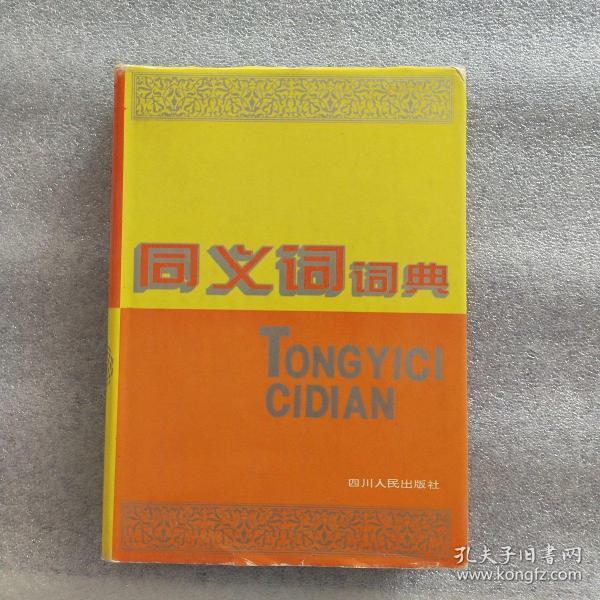 同义词词典
TONGYICI
CIDIAN
四川人民出版社
孔夫子旧书网
www.kongfz.com